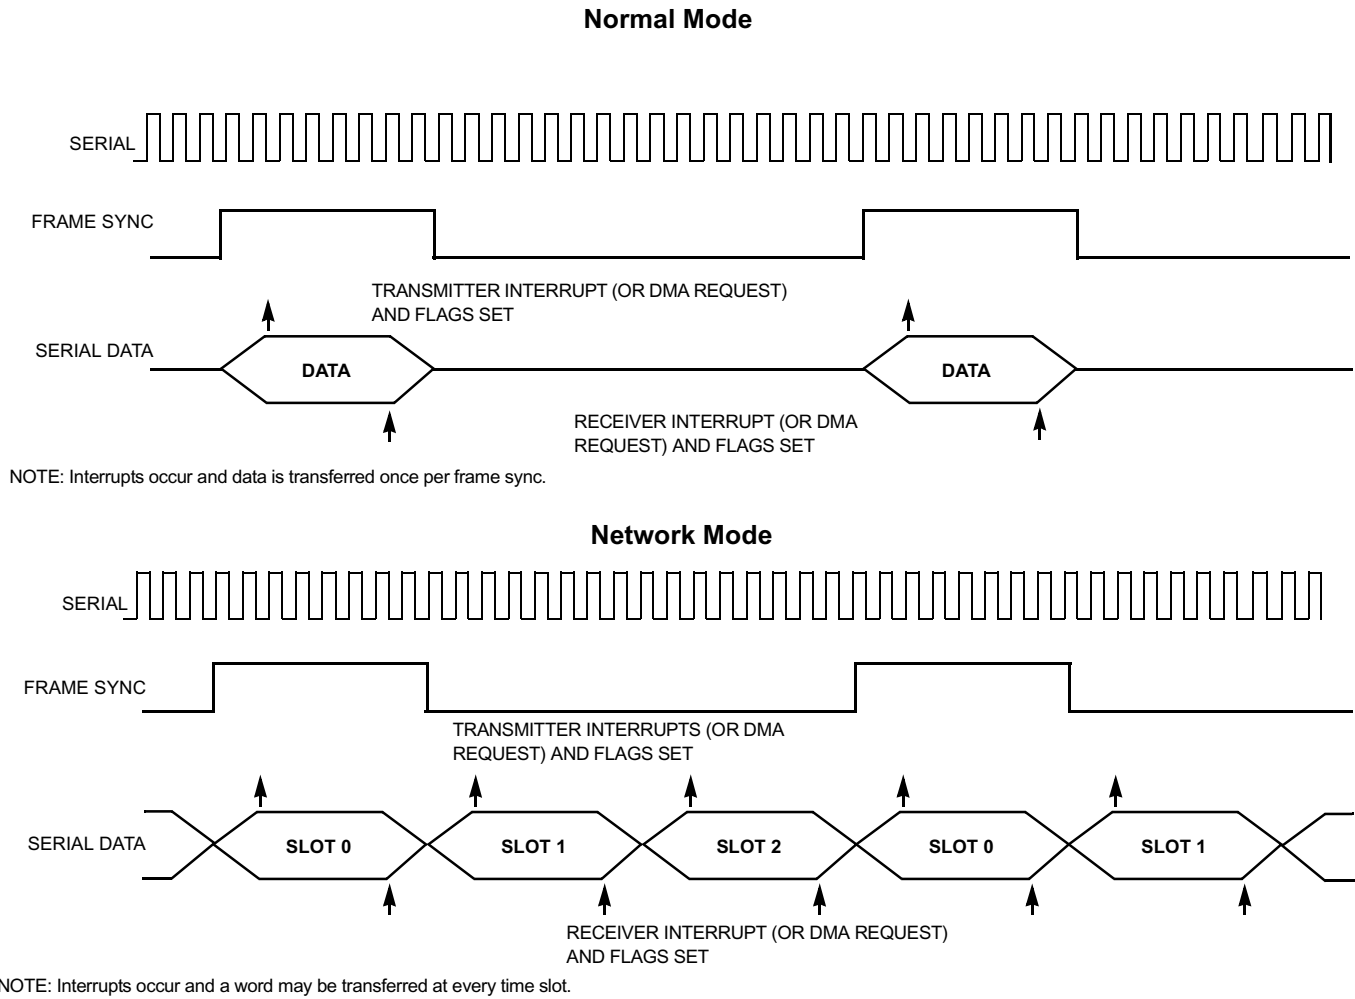 Normal Mode
SERIAL
FRAME SYNC
TRANSMITTER INTERRUPT (OR DMA REQUEST)
AND FLAGS SET
SERIAL DATA
DATA
DATA
RECEIVER INTERRUPT (OR DMA
REQUEST) AND FLAGS SET
NOTE: Interrupts occur and data is transferred once per frame sync.
Network Mode
SERIAL
FRAME SYNC
TRANSMITTER INTERRUPTS (OR DMA
REQUEST) AND FLAGS SET
SERIAL DATA
SLOT 0
SLOT 1
SLOT 2
SLOT 0
SLOT 1
RECEIVER INTERRUPT (OR DMA REQUEST)
AND FLAGS SET
NOTE: Interrupts occur and a word may be transferred at every time slot.